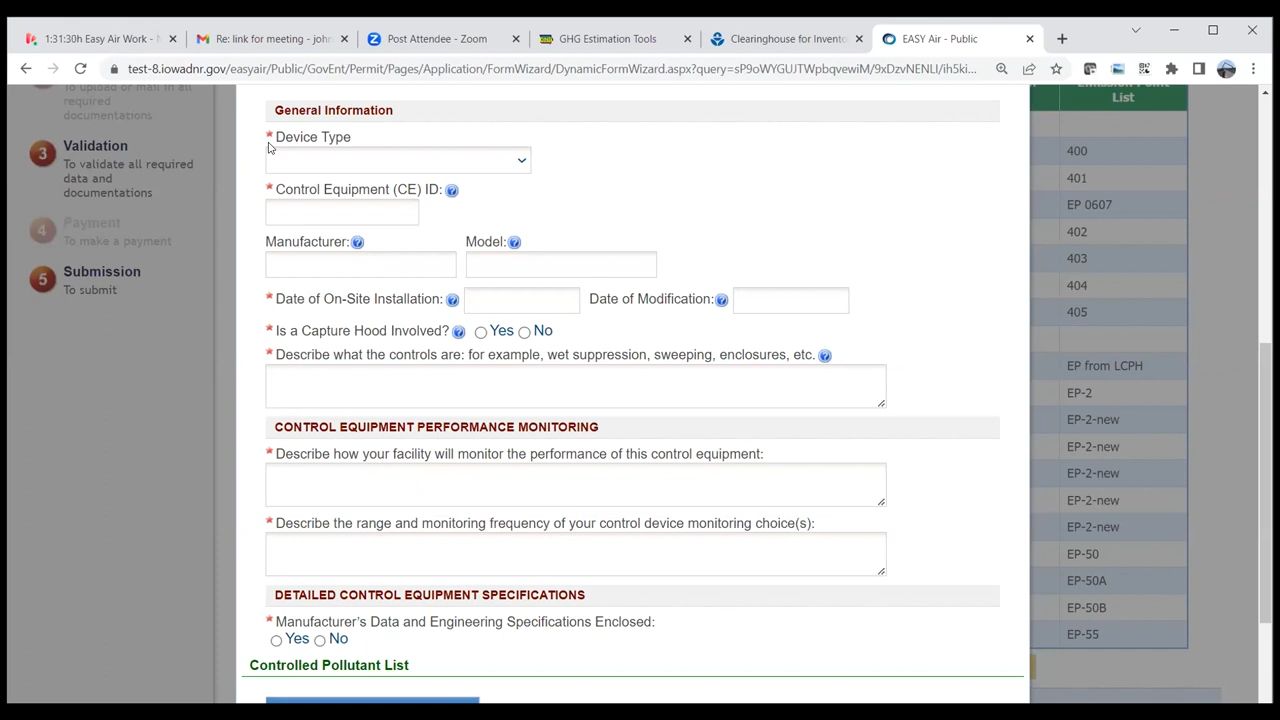 1:31:30h Easy Air Work - M
Re: link for meeting - john
Post Attendee - Zoom
GHG Estimation Tools
Clearinghouse for Invento
EASY Air - Public
test-8.iowadnr.gov/easyair/Public/GovEnt/Permit/Pages/Application/FormWizard/DynamicFormWizard.aspx?query=sP9oWYGUJTWpbqvewiM/9xDzvNENLI/ih5ki...
To upload or mail in all
required
documentations
3 Validation
To validate all required
data and
documentations
4 Payment
To make a payment
5 Submission
To submit
General Information
* Device Type
* Control Equipment (CE) ID:
Manufacturer: Model:
* Date of On-Site Installation: Date of Modification:
* Is a Capture Hood Involved? Yes No
* Describe what the controls are: for example, wet suppression, sweeping, enclosures, etc.
CONTROL EQUIPMENT PERFORMANCE MONITORING
* Describe how your facility will monitor the performance of this control equipment:
* Describe the range and monitoring frequency of your control device monitoring choice(s):
DETAILED CONTROL EQUIPMENT SPECIFICATIONS
* Manufacturer's Data and Engineering Specifications Enclosed:
Yes No
Controlled Pollutant List
Emission Point
List
400
401
EP 0607
402
403
404
405
EP from LCPH
EP-2
EP-2-new
EP-2-new
EP-2-new
EP-2-new
EP-2-new
EP-50
EP-50A
EP-50B
EP-55